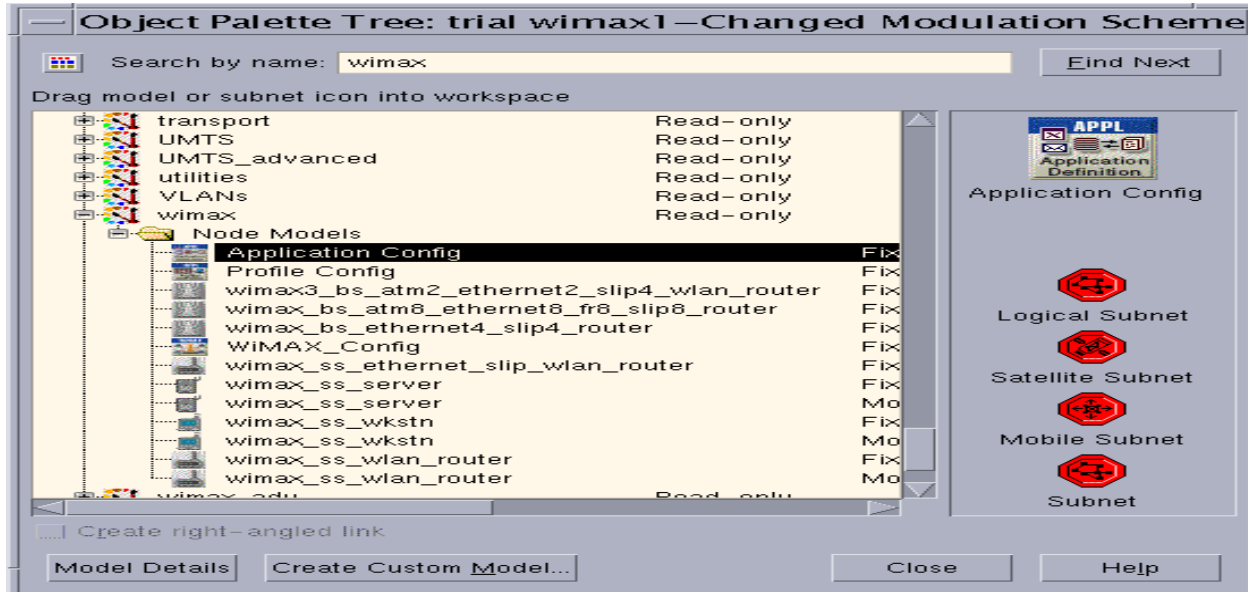 Object Palette Tree: trial wimax1-Changed Modulation Scheme
Search by name: wimax Find Next
Drag model or subnet icon into workspace
transport Read-only
UMTS Read-only
UMTS_advanced Read-only
utilities Read-only
VLANs Read-only
wimax Read-only
Node Models
Application Config Fix
Profile Config Fix
wimax3_bs_atm2_ethernet2_slip4_wlan_router Fix
wimax_bs_atm8_ethernet8_fr8_slip8_router Fix
wimax_bs_ethernet4_slip4_router Fix
WiMAX_Config Fix
wimax_ss_ethernet_slip_wlan_router Fix
wimax_ss_server Fix
wimax_ss_server Mo
wimax_ss_wkstn Fix
wimax_ss_wkstn Mo
wimax_ss_wlan_router Fix
wimax_ss_wlan_router Mo
wimax_adv Read-only
APPL
Application
Definition
Application Config
Logical Subnet
Satellite Subnet
Mobile Subnet
Subnet
Create right-angled link
Model Details Create Custom Model... Close Help